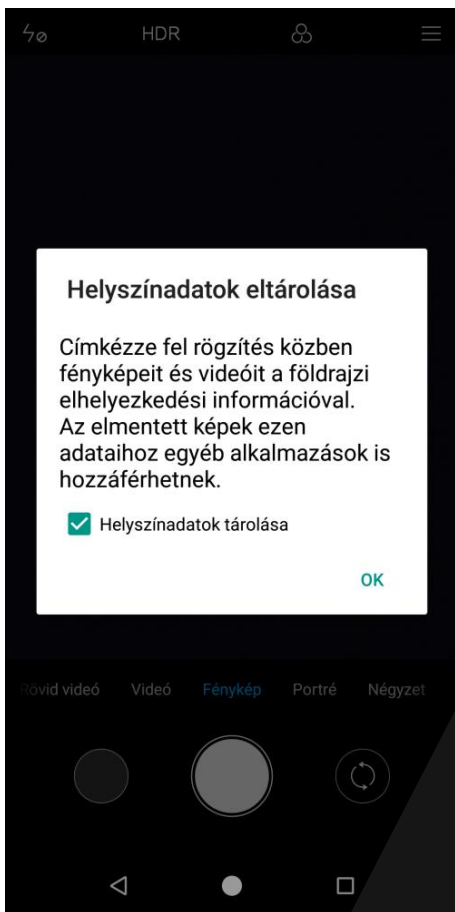 HDR
Helyszínadatok eltárolása
Címkézze fel rögzítés közben
fényképeit és videóit a földrajzi
elhelyezkedési információval.
Az elmentett képek ezen
adataihoz egyéb alkalmazások is
hozzáférhetnek.
Helyszínadatok tárolása
OK
Rövid videó Videó Fénykép Portré Négyzet